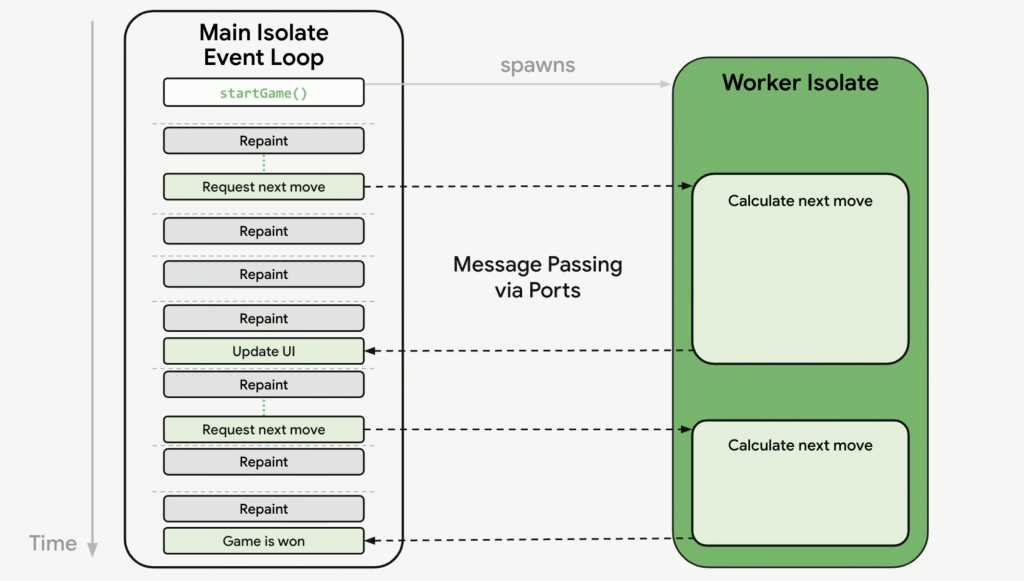 Main Isolate
Event Loop
startGame()
spawns
Worker Isolate
Repaint
Request next move
Calculate next move
Repaint
Repaint
Message Passing
via Ports
Repaint
Update UI
Repaint
Request next move
Calculate next move
Repaint
Repaint
Game is won
Time